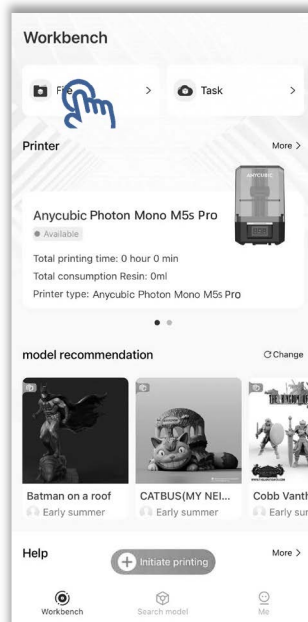 Workbench
File
Task
Printer
More >
ANYCUBIC
Anycubic Photon Mono M5s Pro
Available
Total printing time: 0 hour 0 min
Total consumption Resin: 0ml
Printer type: Anycubic Photon Mono M5s Pro
model recommendation
Change
Batman on a roof
CATBUS(MY NEI...
Cobb Vanth
Early summer
Early summer
Early sum
Help
Initiate printing
More >
Workbench
Search model
Me